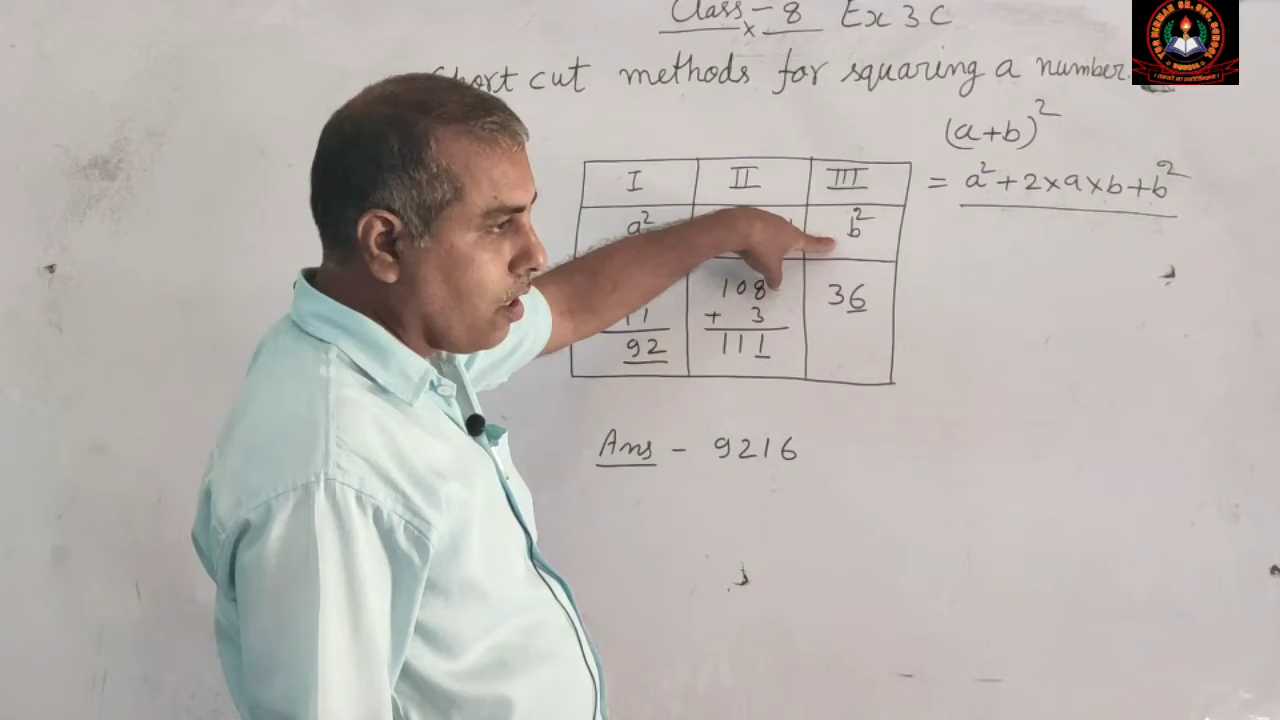 Class - 8 Ex 3 C
cut methods for squaring a number.
(a+b)²
= a²+2×a×b+b²
I II III
a² b²
108 36
11 + 3
92 111
Ans - 9216